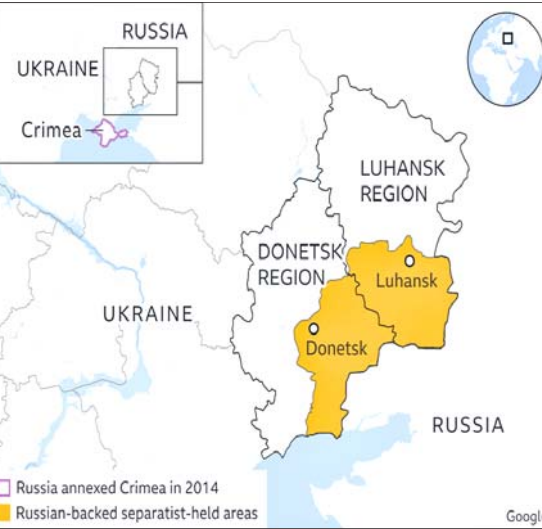 RUSSIA
UKRAINE
Crimea
LUHANSK
REGION
DONETSK
REGION
Luhansk
UKRAINE
Donetsk
RUSSIA
Russia annexed Crimea in 2014
Russian-backed separatist-held areas
Google